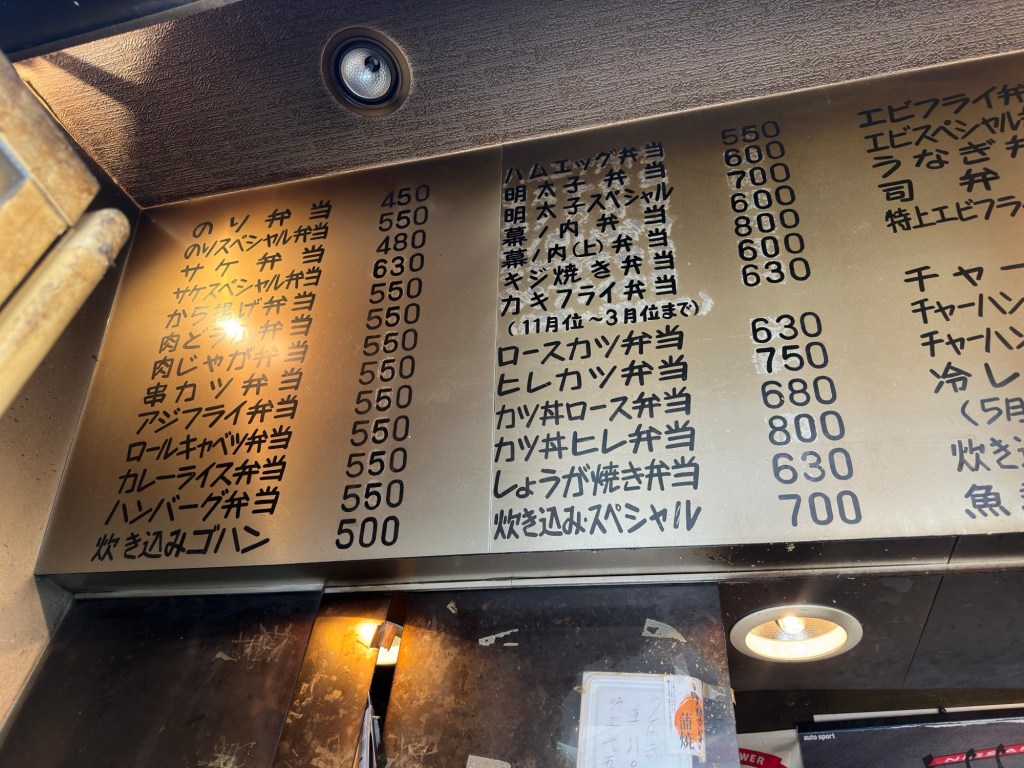 のり弁当 450
のりスペシャル弁当 550
サケ弁当 480
サケスペシャル弁当 630
から揚げ弁当 550
肉ど 弁当 550
肉じゃが弁当 550
串カツ弁当 550
アジフライ弁当 550
ロールキャベツ弁当 550
カレーライス弁当 550
ハンバーグ弁当 550
炊き込みゴハン 500
ハムエッグ弁当 550
明太子弁当 600
明太子スペシャル 700
幕ノ内弁当 600
幕ノ内(上)弁当 800
キジ焼き弁当 600
カキフライ弁当 630
(11月位〜3月位まで)
ロースカツ弁当 630
ヒレカツ弁当 750
カツ丼ロース弁当 680
カツ丼ヒレ弁当 800
しょうが焼き弁当 630
炊き込みスペシャル 700
エビフライ弁
エビスペシャル
うなぎ
司弁
特上エビフラ
チャー
チャーハン
チャーハン
冷し
(5月
炊き込
魚
蒲焼
auto sport